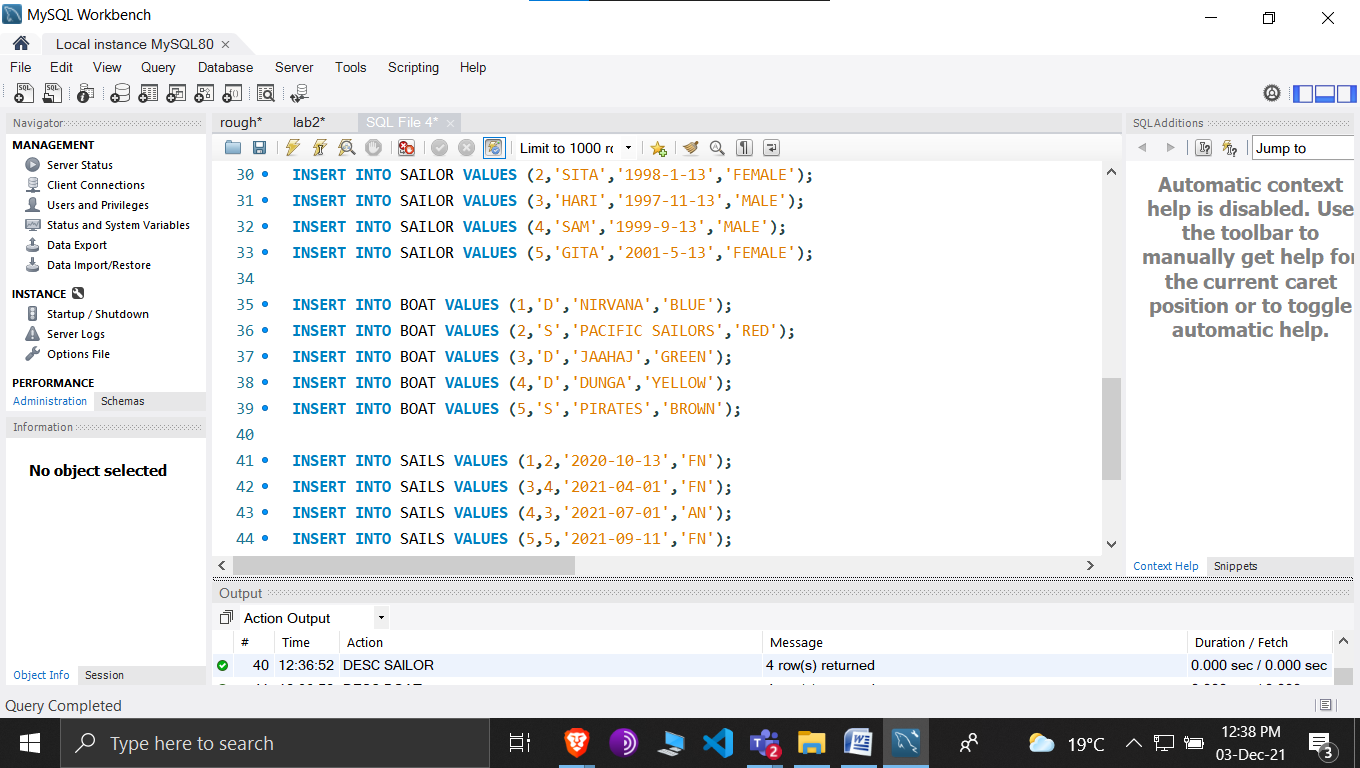 MySQL Workbench
Local instance MySQL80
File Edit View Query Database Server Tools Scripting Help
Navigator
MANAGEMENT
Server Status
Client Connections
Users and Privileges
Status and System Variables
Data Export
Data Import/Restore
INSTANCE
Startup / Shutdown
Server Logs
Options File
PERFORMANCE
Administration Schemas
Information
No object selected
Object Info Session
rough* lab2* SQL File 4*
Limit to 1000 rc
30 INSERT INTO SAILOR VALUES (2,'SITA','1998-1-13','FEMALE');
31 INSERT INTO SAILOR VALUES (3,'HARI','1997-11-13','MALE');
32 INSERT INTO SAILOR VALUES (4,'SAM','1999-9-13','MALE');
33 INSERT INTO SAILOR VALUES (5,'GITA','2001-5-13','FEMALE');
34
35 INSERT INTO BOAT VALUES (1,'D','NIRVANA','BLUE');
36 INSERT INTO BOAT VALUES (2,'S','PACIFIC SAILORS','RED');
37 INSERT INTO BOAT VALUES (3,'D','JAAHAJ','GREEN');
38 INSERT INTO BOAT VALUES (4,'D','DUNGA','YELLOW');
39 INSERT INTO BOAT VALUES (5,'S','PIRATES','BROWN');
40
41 INSERT INTO SAILS VALUES (1,2,'2020-10-13','FN');
42 INSERT INTO SAILS VALUES (3,4,'2021-04-01','FN');
43 INSERT INTO SAILS VALUES (4,3,'2021-07-01','AN');
44 INSERT INTO SAILS VALUES (5,5,'2021-09-11','FN');
SQLAdditions
Jump to
Automatic context
help is disabled. Use
the toolbar to
manually get help for
the current caret
position or to toggle
automatic help.
Context Help Snippets
Output
Action Output
# Time Action Message Duration / Fetch
40 12:36:52 DESC SAILOR 4 row(s) returned 0.000 sec / 0.000 sec
Query Completed
Type here to search
2
19°C
12:38 PM
03-Dec-21
3